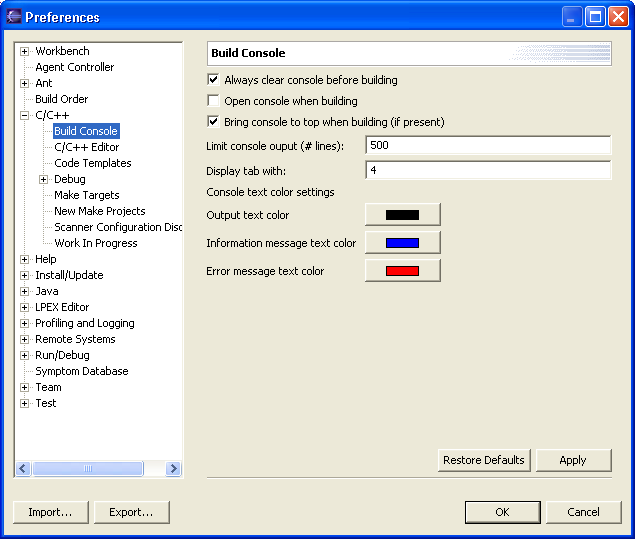 Preferences
Workbench
Agent Controller
Ant
Build Order
C/C++
Build Console
C/C++ Editor
Code Templates
Debug
Make Targets
New Make Projects
Scanner Configuration Disc
Work In Progress
Help
Install/Update
Java
LPEX Editor
Profiling and Logging
Remote Systems
Run/Debug
Symptom Database
Team
Test
Build Console
Always clear console before building
Open console when building
Bring console to top when building (if present)
Limit console ouput (# lines): 500
Display tab with: 4
Console text color settings
Output text color
Information message text color
Error message text color
Restore Defaults Apply
Import... Export... OK Cancel